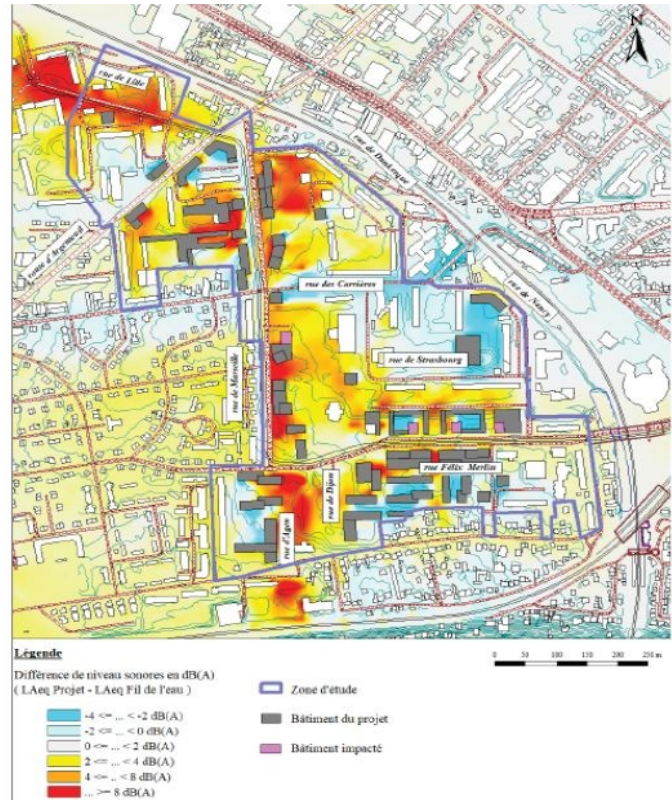 N
rue de Lille
rue de Dunkerque
route d'Argenteuil
rue des Carrières
rue de Nancy
rue de Strasbourg
rue de Marseille
rue Félix Merlin
rue de Dijon
rue d'Agen
Légende
Différence de niveau sonores en dB(A)
( LAeq Projet - LAeq Fil de l'eau )
-4 <= ... < -2 dB(A)
-2 <= ... < 0 dB(A)
0 <= ... < 2 dB(A)
2 <= ... < 4 dB(A)
4 <= .. < 8 dB(A)
... >= 8 dB(A)
Zone d'étude
Bâtiment du projet
Bâtiment impacté
0 50 100 150 200 250 m